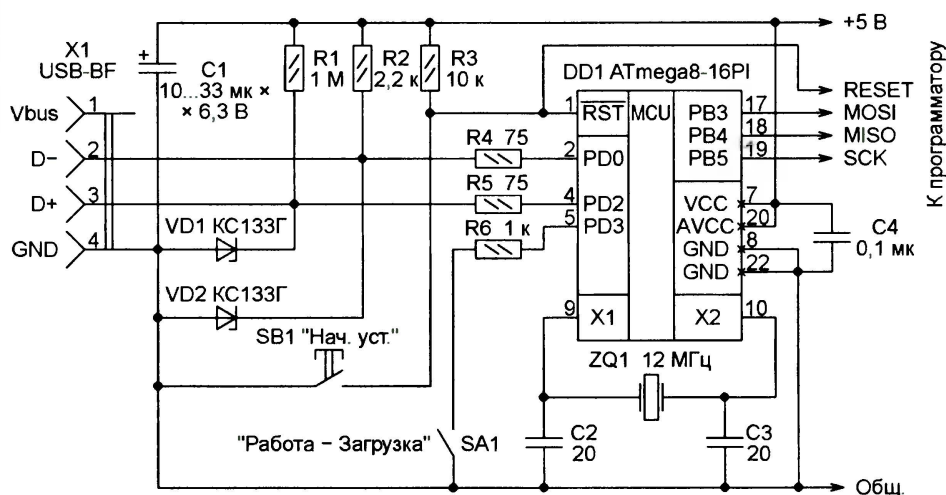 +5 В
X1
USB-BF
+
C1
10...33 мк ×
× 6,3 В
R1
1 М
R2
2,2 к
R3
10 к
DD1 ATmega8-16PI
К программатору
Vbus
1
D−
2
D+
3
GND
4
R4 75
R5 75
R6 1 к
VD1 КС133Г
VD2 КС133Г
SB1 "Нач. уст."
"Работа − Загрузка"
SA1
1
RST
MCU
2
PD0
4
PD2
5
PD3
9
X1
PB3
17
PB4
18
PB5
19
VCC
7
AVCC
20
GND
8
GND
22
X2
10
RESET
MOSI
MISO
SCK
C4
0,1 мк
ZQ1 12 МГц
C2
20
C3
20
Общ.